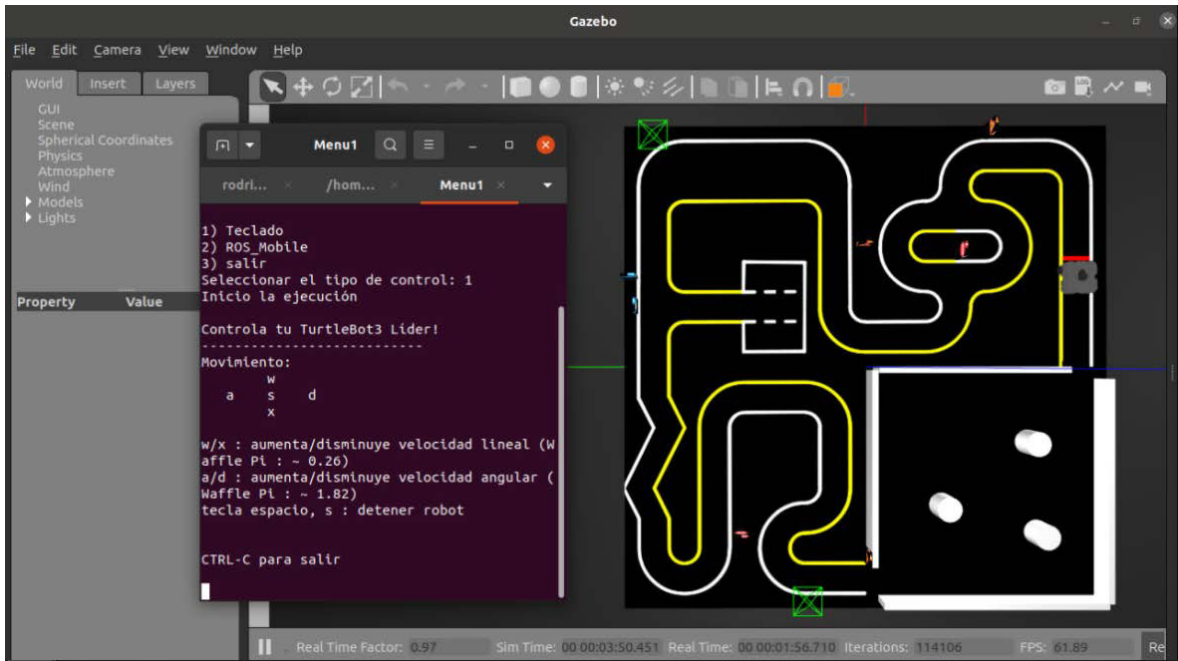 Gazebo
File Edit Camera View Window Help
World Insert Layers
GUI
Scene
Spherical Coordinates
Physics
Atmosphere
Wind
Models
Lights
Property Value
Menu1
rodri... /hom... Menu1
1) Teclado
2) ROS_Mobile
3) salir
Seleccionar el tipo de control: 1
Inicio la ejecución
Controla tu TurtleBot3 Lider!
---------------------------
Movimiento:
w
a s d
x
w/x : aumenta/disminuye velocidad lineal (W
affle Pi : ~ 0.26)
a/d : aumenta/disminuye velocidad angular (
Waffle Pi : ~ 1.82)
tecla espacio, s : detener robot
CTRL-C para salir
Real Time Factor: 0.97 Sim Time: 00 00:03:50.451 Real Time: 00 00:01:56.710 Iterations: 114106 FPS: 61.89 Re